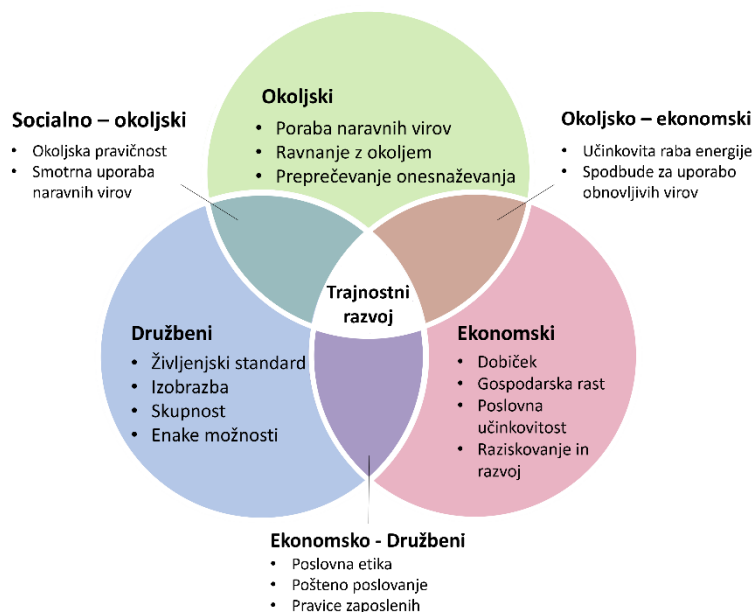 Okoljski
• Poraba naravnih virov
• Ravnanje z okoljem
• Preprečevanje onesnaževanja
Socialno – okoljski
• Okoljska pravičnost
• Smotrna uporaba
naravnih virov
Okoljsko – ekonomski
• Učinkovita raba energije
• Spodbude za uporabo
obnovljivih virov
Trajnostni
razvoj
Družbeni
• Življenjski standard
• Izobrazba
• Skupnost
• Enake možnosti
Ekonomski
• Dobiček
• Gospodarska rast
• Poslovna
učinkovitost
• Raziskovanje in
razvoj
Ekonomsko - Družbeni
• Poslovna etika
• Pošteno poslovanje
• Pravice zaposlenih